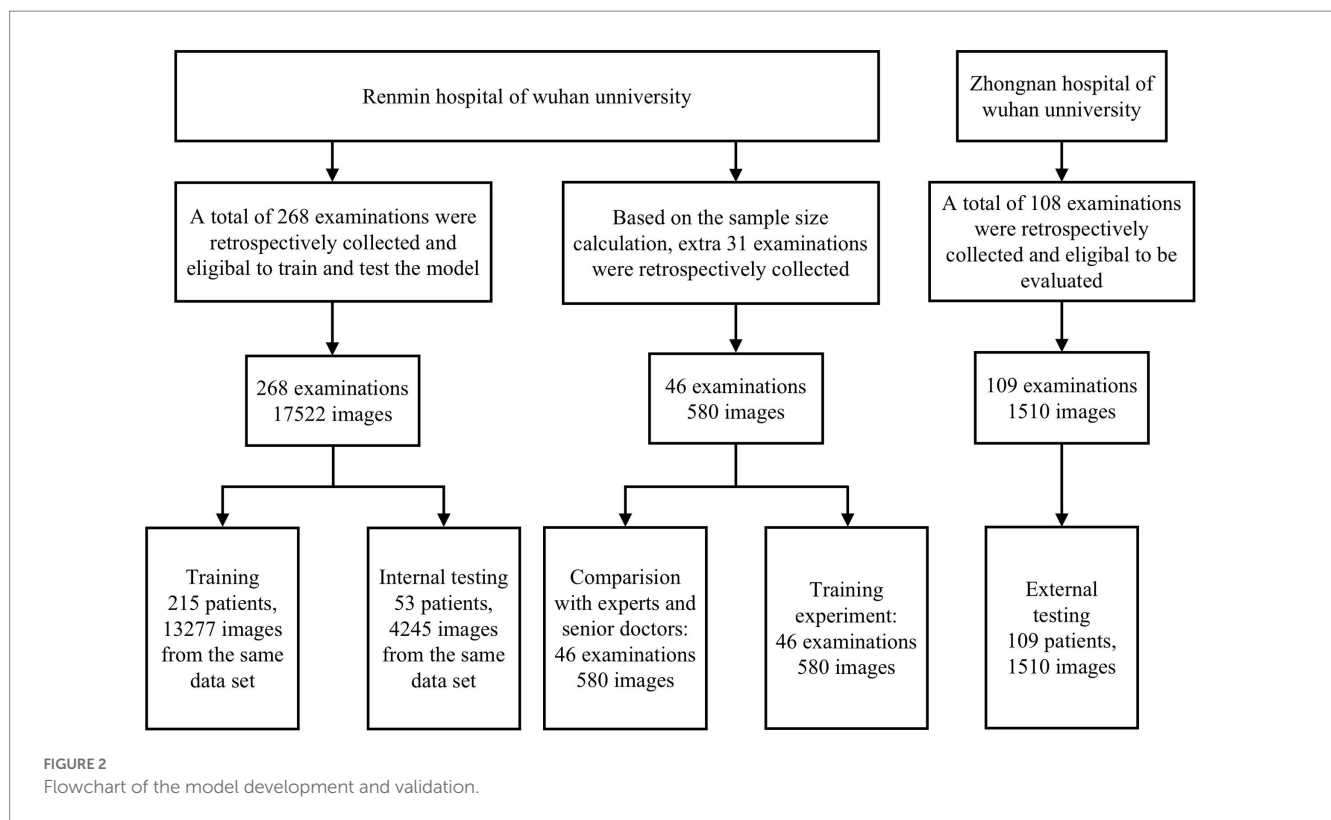 Renmin hospital of wuhan unniversity
Zhongnan hospital of
wuhan unniversity
A total of 268 examinations were
retrospectively collected and
eligibal to train and test the model
Based on the sample size
calculation, extra 31 examinations
were retrospectively collected
A total of 108 examinations
were retrospectively
collected and eligibal to be
evaluated
268 examinations
17522 images
46 examinations
580 images
109 examinations
1510 images
Training
215 patients,
13277 images
from the same
data set
Internal testing
53 patients,
4245 images
from the same
data set
Comparision
with experts and
senior doctors:
46 examinations
580 images
Training
experiment:
46 examinations
580 images
External
testing
109 patients,
1510 images
FIGURE 2
Flowchart of the model development and validation.